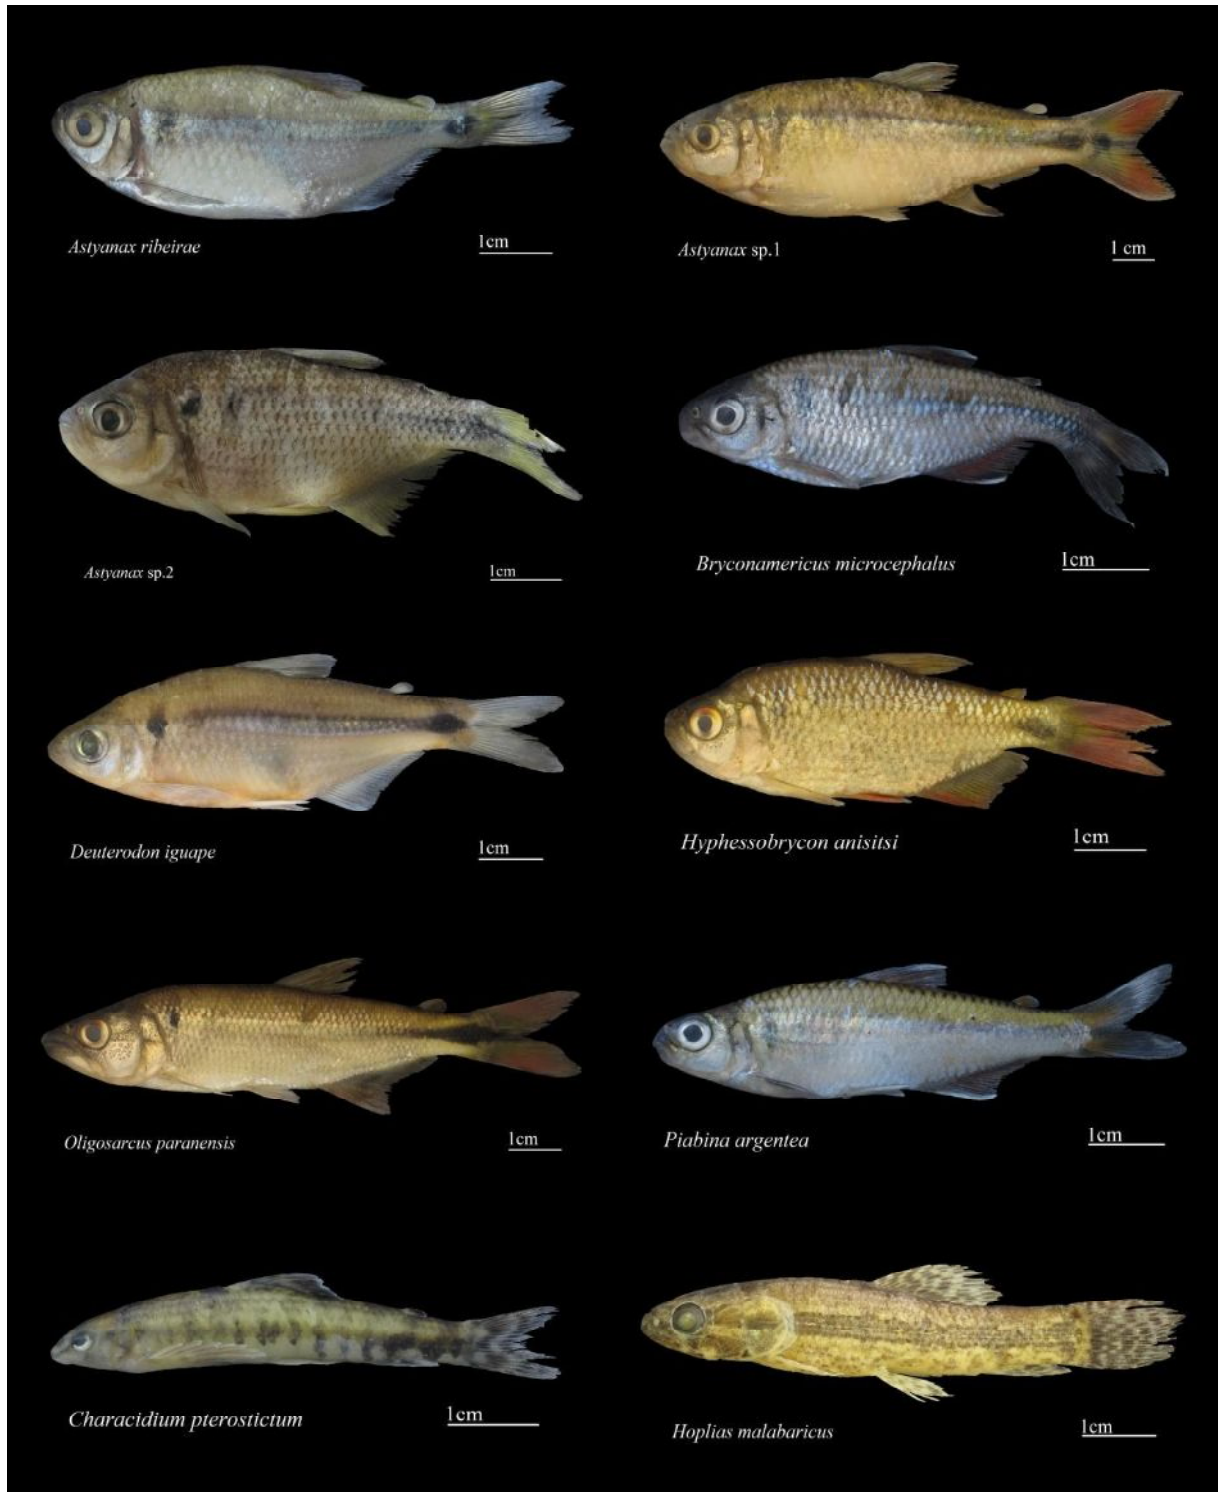 Astyanax ribeirae
1cm
Astyanax sp.1
1 cm
Astyanax sp.2
1cm
Bryconamericus microcephalus
1cm
Deuterodon iguape
1cm
Hyphessobrycon anisitsi
1cm
Oligosarcus paranensis
1cm
Piabina argentea
1cm
Characidium pterostictum
1cm
Hoplias malabaricus
1cm